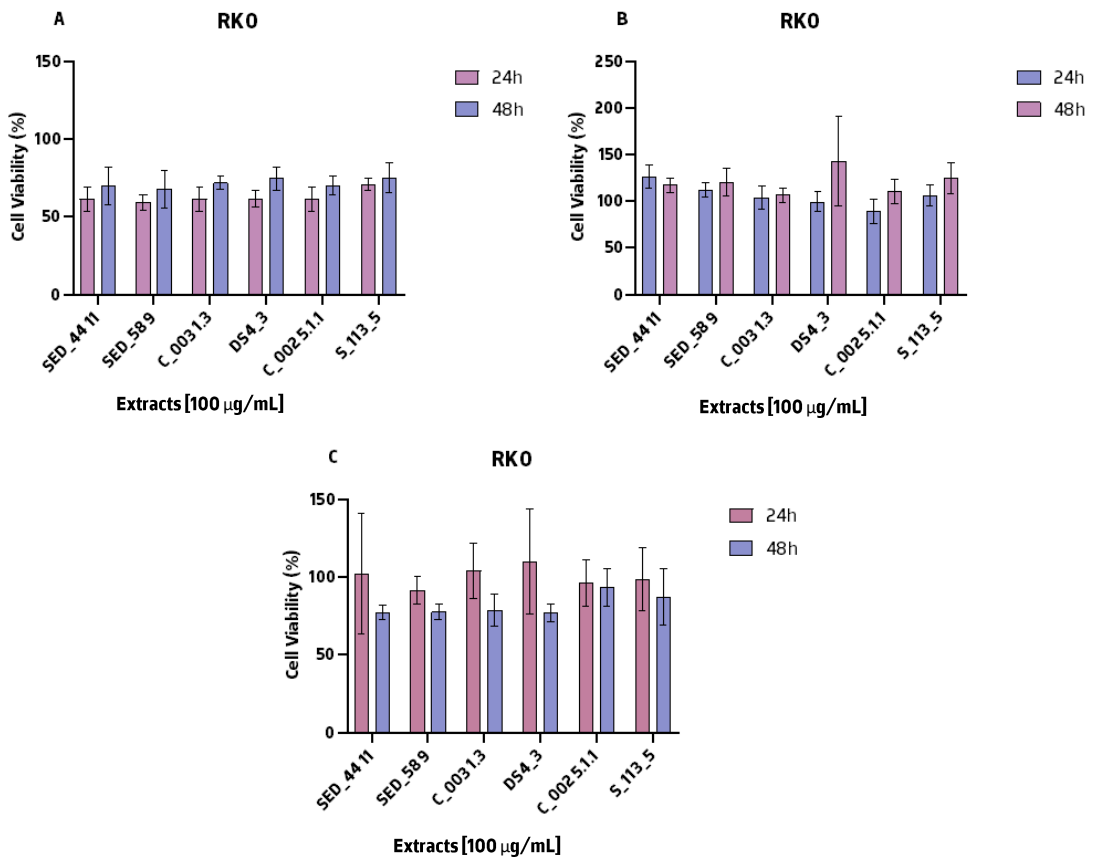 A
RKO
150
100
50
0
Cell Viability (%)
24h
48h
SED_44 11
SED_58 9
C_003 1.3
DS4_3
C_002 5.1.1
S_113_5
Extracts [100 µg/mL]
B
RKO
250
200
150
100
50
0
Cell Viability (%)
24h
48h
SED_44 11
SED_58 9
C_003 1.3
DS4_3
C_002 5.1.1
S_113_5
Extracts [100 µg/mL]
C
RKO
150
100
50
0
Cell Viability (%)
24h
48h
SED_44 11
SED_58 9
C_003 1.3
DS4_3
C_002 5.1.1
S_113_5
Extracts [100 µg/mL]